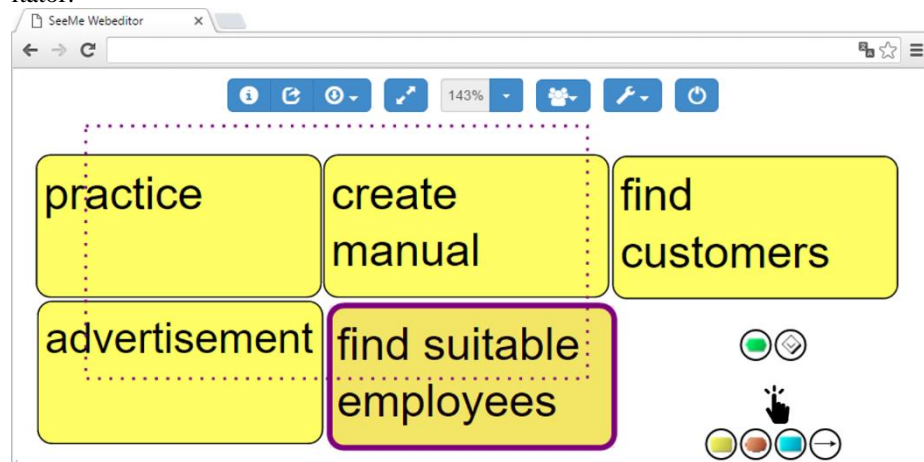 SeeMe Webeditor
143%
practice
create
manual
find
customers
advertisement
find suitable
employees